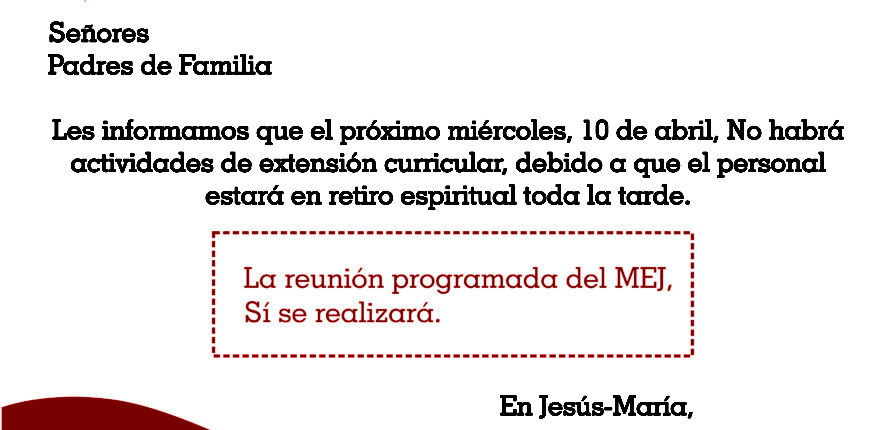 Señores
Padres de Familia
Les informamos que el próximo miércoles, 10 de abril, No habrá
actividades de extensión curricular, debido a que el personal
estará en retiro espiritual toda la tarde.
La reunión programada del MEJ,
Sí se realizará.
En Jesús-María,